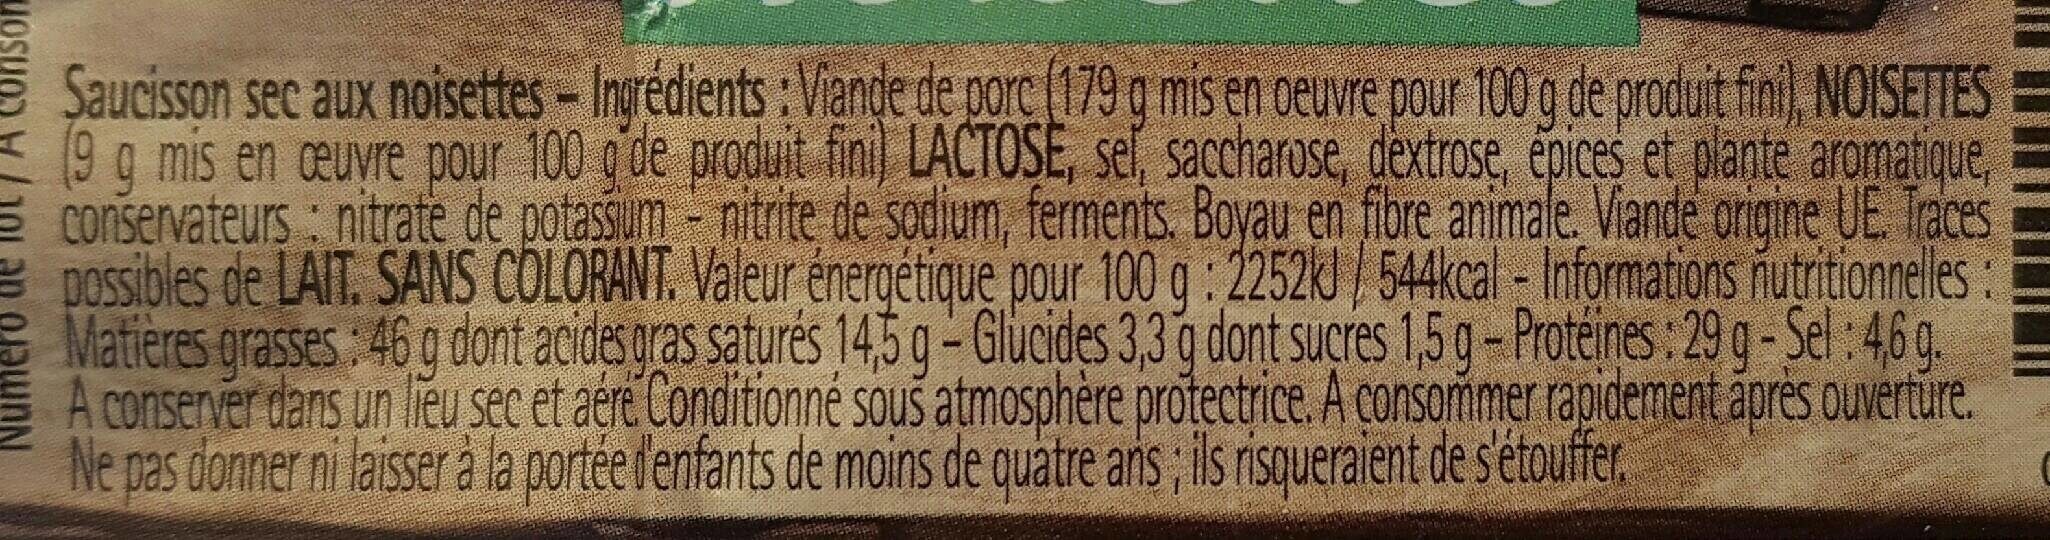 Saucisson sec aux noisettes – Ingrédients : Viande de porc (179 g mis en oeuvre pour 100 g de produit fini), NOISETTES
(9 g mis en œuvre pour 100 g de produit fini) LACTOSE, sel, saccharose, dextrose, épices et plante aromatique,
conservateurs : nitrate de potassium - nitrite de sodium, ferments. Boyau en fibre animale. Viande origine UE. Traces
possibles de LAIT. SANS COLORANT. Valeur énergétique pour 100 g : 2252kJ / 544kcal - Informations nutritionnelles :
Matières grasses : 46 g dont acides gras saturés 14,5 g – Glucides 3,3 g dont sucres 1,5 g – Protéines : 29 g - Sel : 4,6 g.
A conserver dans un lieu sec et aéré Conditionné sous atmosphère protectrice. A consommer rapidement après ouverture.
Ne pas donner ni laisser à la portée d'enfants de moins de quatre ans ; ils risqueraient de s'étouffer.
Numéro de lot / A conson